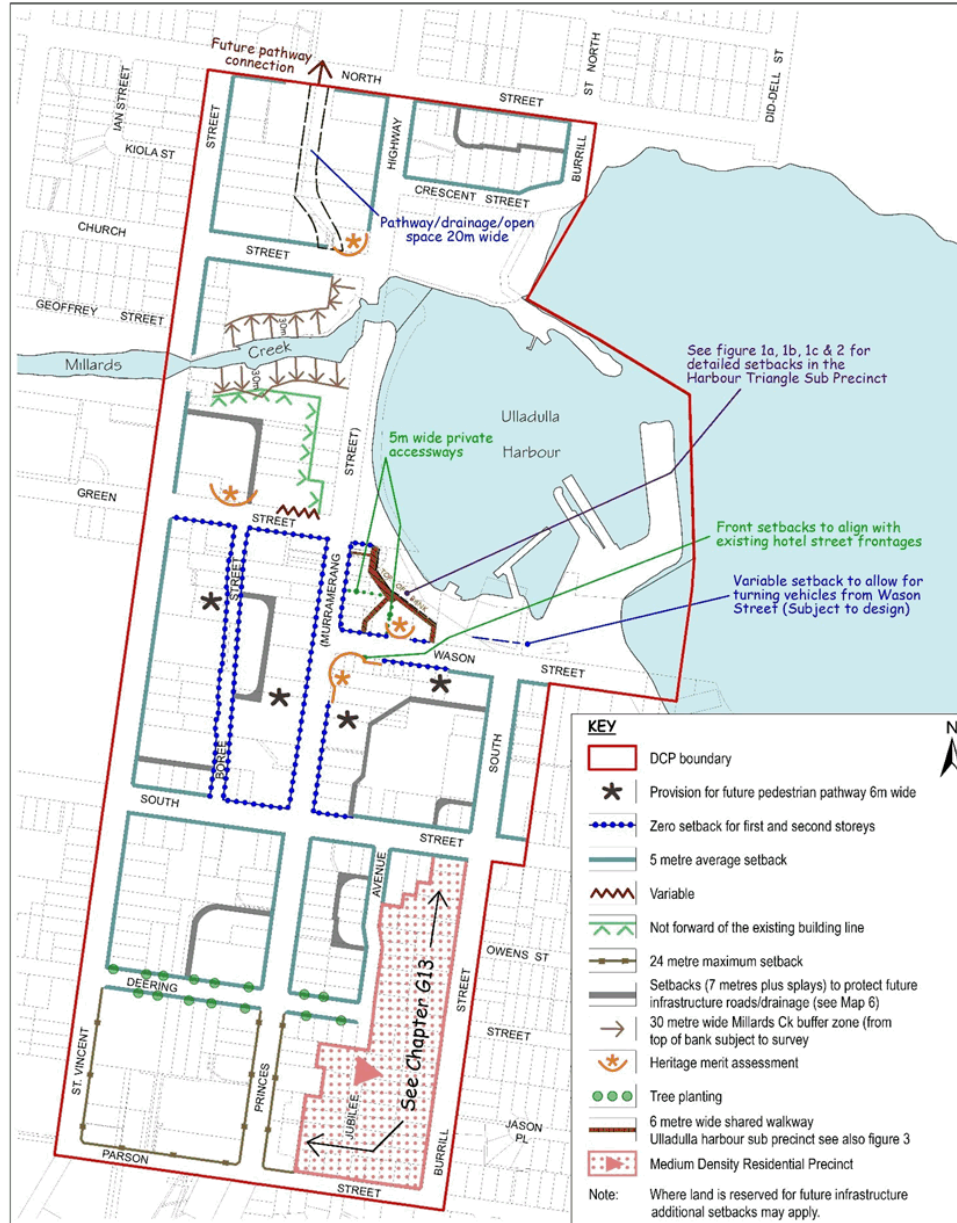 Future pathway
connection
NORTH
STREET
ST NORTH
DID-DELL ST
IAN STREET
STREET
KIOLA ST
HIGHWAY
BURRILL
CRESCENT STREET
Pathway/drainage/open
space 20m wide
CHURCH
STREET
GEOFFREY STREET
30m
Creek
Millards
30m
See figure 1a, 1b, 1c & 2 for
detailed setbacks in the
Harbour Triangle Sub Precinct
Ulladulla
Harbour
5m wide private
accessways
STREET)
GREEN
STREET
Front setbacks to align with
existing hotel street frontages
STREET
(MURRAMERANG
TOP OF BANK
Variable setback to allow for
turning vehicles from Wason
Street (Subject to design)
WASON
STREET
BOREE
SOUTH
SOUTH
STREET
AVENUE
OWENS ST
DEERING
STREET
STREET
See Chapter G13
ST. VINCENT
PRINCES
JUBILEE
JASON
PL
PARSON
STREET
BURRILL
KEY
N
DCP boundary
Provision for future pedestrian pathway 6m wide
Zero setback for first and second storeys
5 metre average setback
Variable
Not forward of the existing building line
24 metre maximum setback
Setbacks (7 metres plus splays) to protect future
infrastructure roads/drainage (see Map 6)
30 metre wide Millards Ck buffer zone (from
top of bank subject to survey
Heritage merit assessment
Tree planting
6 metre wide shared walkway
Ulladulla harbour sub precinct see also figure 3
Medium Density Residential Precinct
Note: Where land is reserved for future infrastructure
additional setbacks may apply.